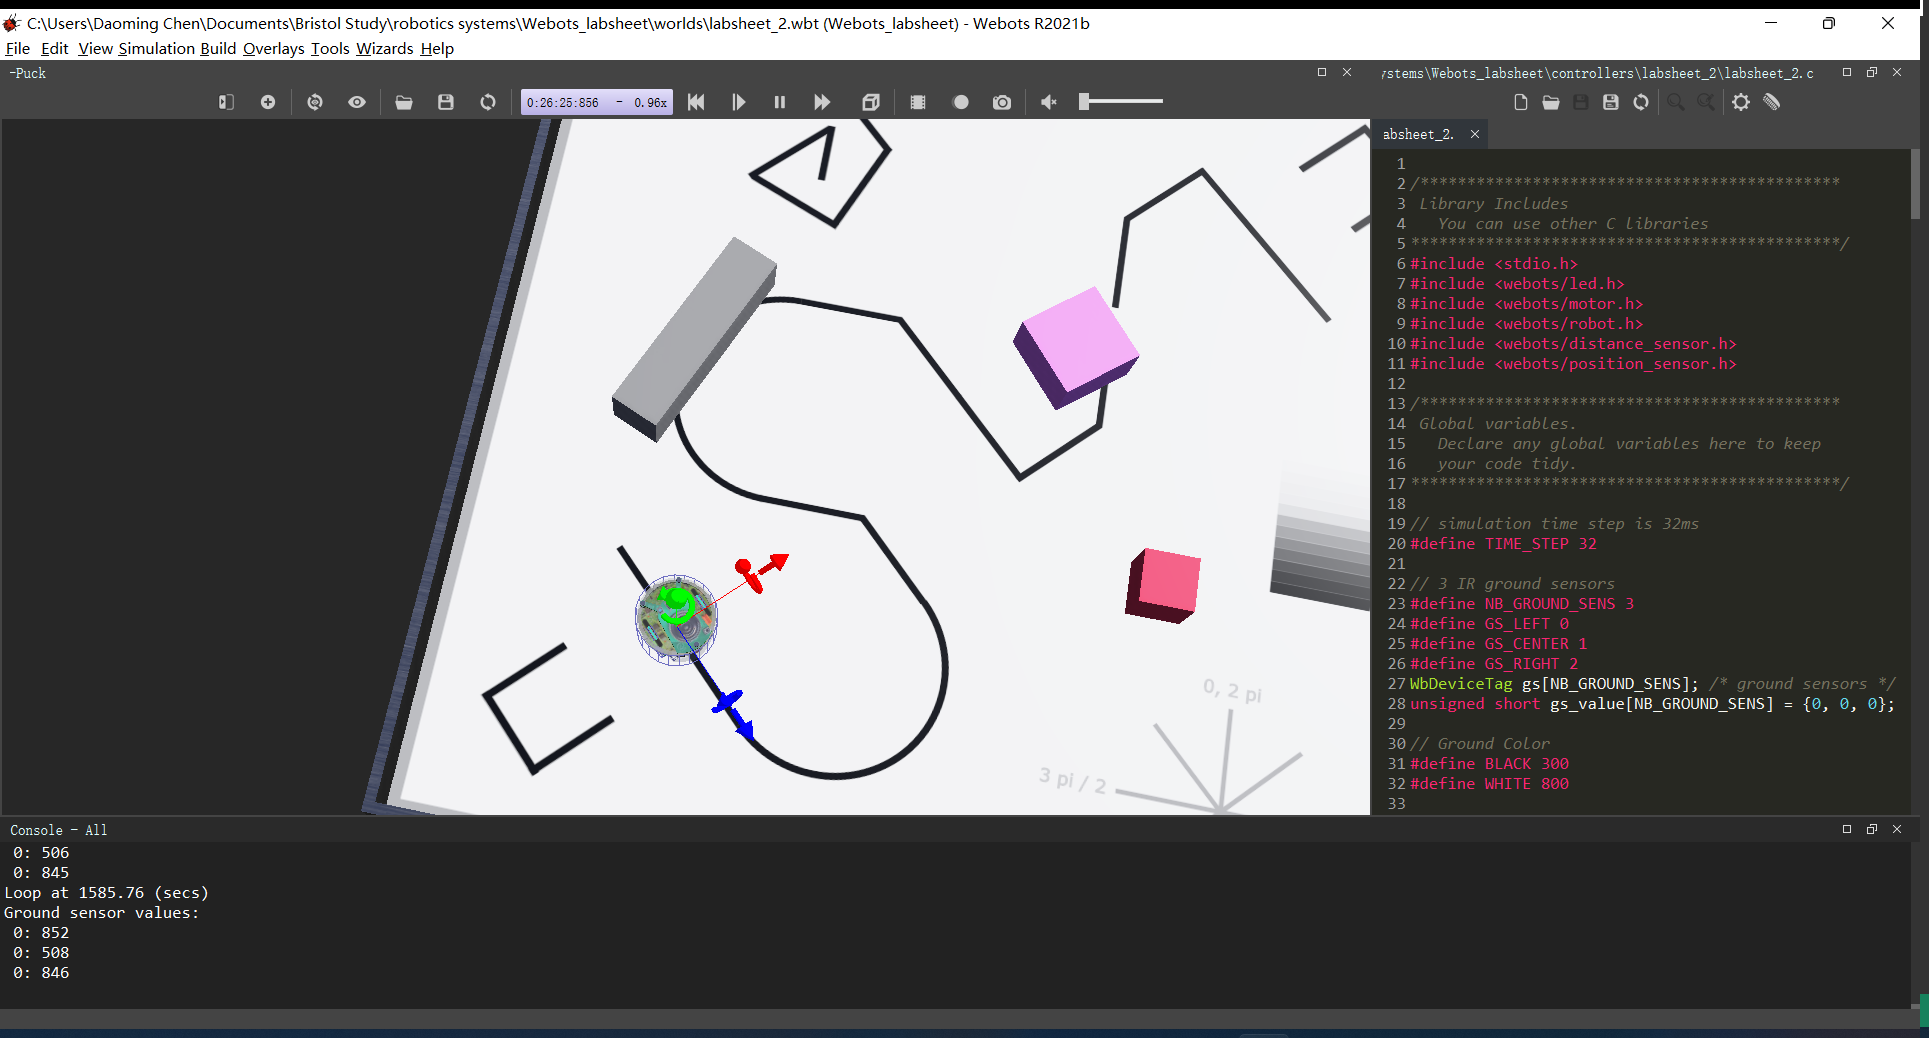 C:\Users\Daoming Chen\Documents\Bristol Study\robotics systems\Webots_labsheet\worlds\labsheet_2.wbt (Webots_labsheet) - Webots R2021b
File Edit View Simulation Build Overlays Tools Wizards Help
-Puck
0:26:25:856 - 0.96x
0, 2 pi
3 pi / 2
ystems\Webots_labsheet\controllers\labsheet_2\labsheet_2.c
absheet_2.
1
2 /*********************************************
3 Library Includes
4 You can use other C libraries
5 **********************************************/
6 #include <stdio.h>
7 #include <webots/led.h>
8 #include <webots/motor.h>
9 #include <webots/robot.h>
10 #include <webots/distance_sensor.h>
11 #include <webots/position_sensor.h>
12
13 /*********************************************
14 Global variables.
15 Declare any global variables here to keep
16 your code tidy.
17 **********************************************/
18
19 // simulation time step is 32ms
20 #define TIME_STEP 32
21
22 // 3 IR ground sensors
23 #define NB_GROUND_SENS 3
24 #define GS_LEFT 0
25 #define GS_CENTER 1
26 #define GS_RIGHT 2
27 WbDeviceTag gs[NB_GROUND_SENS]; /* ground sensors */
28 unsigned short gs_value[NB_GROUND_SENS] = {0, 0, 0};
29
30 // Ground Color
31 #define BLACK 300
32 #define WHITE 800
33
Console - All
0: 506
0: 845
Loop at 1585.76 (secs)
Ground sensor values:
0: 852
0: 508
0: 846